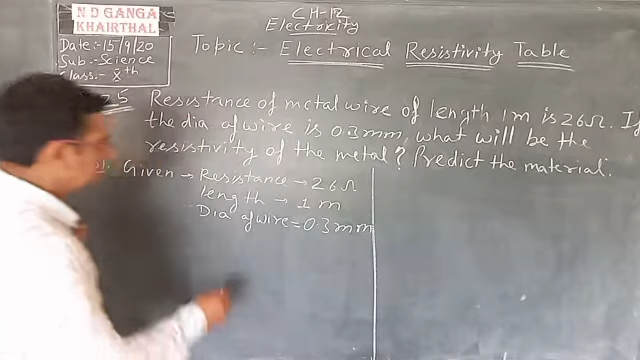 N D GANGA
KHAIRTHAL
Date:-15/9/20
Sub:-Science
Class:- X th
CH-12
Electricity
Topic:- Electrical Resistivity Table
5 Resistance of metal wire of length 1m is 26Ω. If
the dia. of wire is 0.3mm, what will be the
resistivity of the metal? Predict the material.
Given → Resistance → 26Ω
length → 1 m
Dia of wire = 0.3 mm